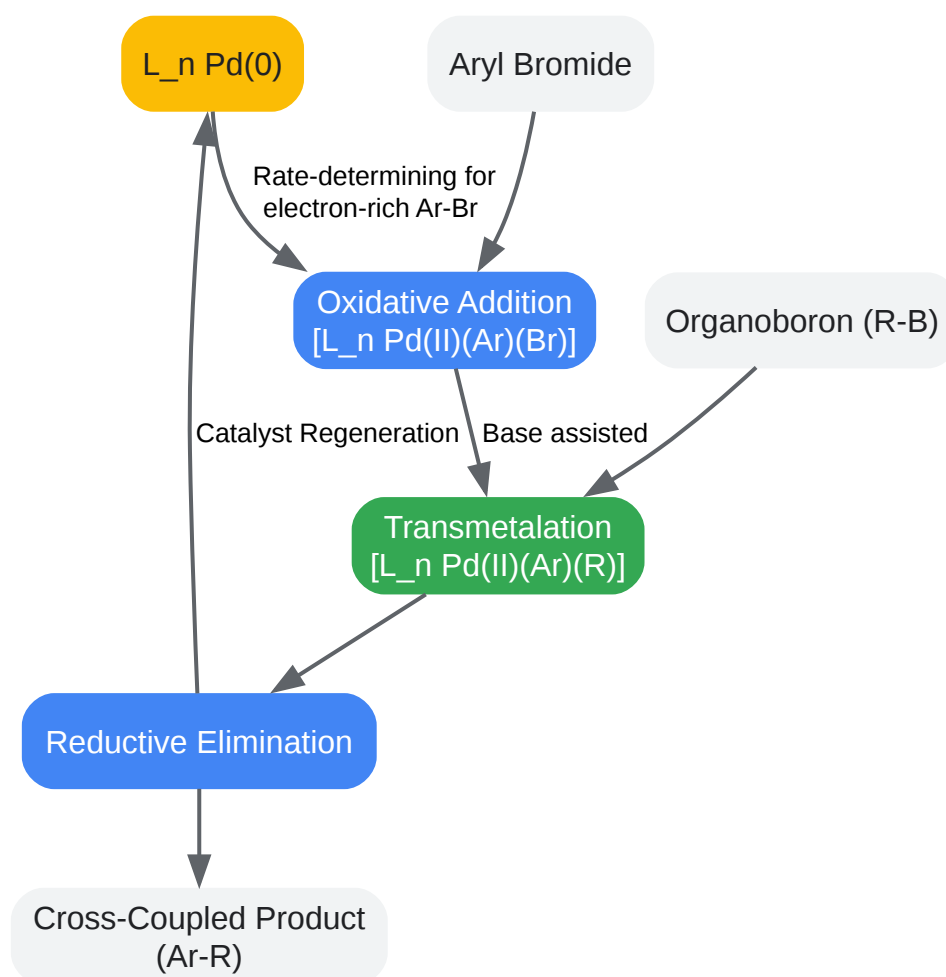 L_n Pd(0)
Aryl Bromide
Rate-determining for
electron-rich Ar-Br
Oxidative Addition
[L_n Pd(II)(Ar)(Br)]
Organoboron (R-B)
Catalyst Regeneration
Base assisted
Transmetalation
[L_n Pd(II)(Ar)(R)]
Reductive Elimination
Cross-Coupled Product
(Ar-R)